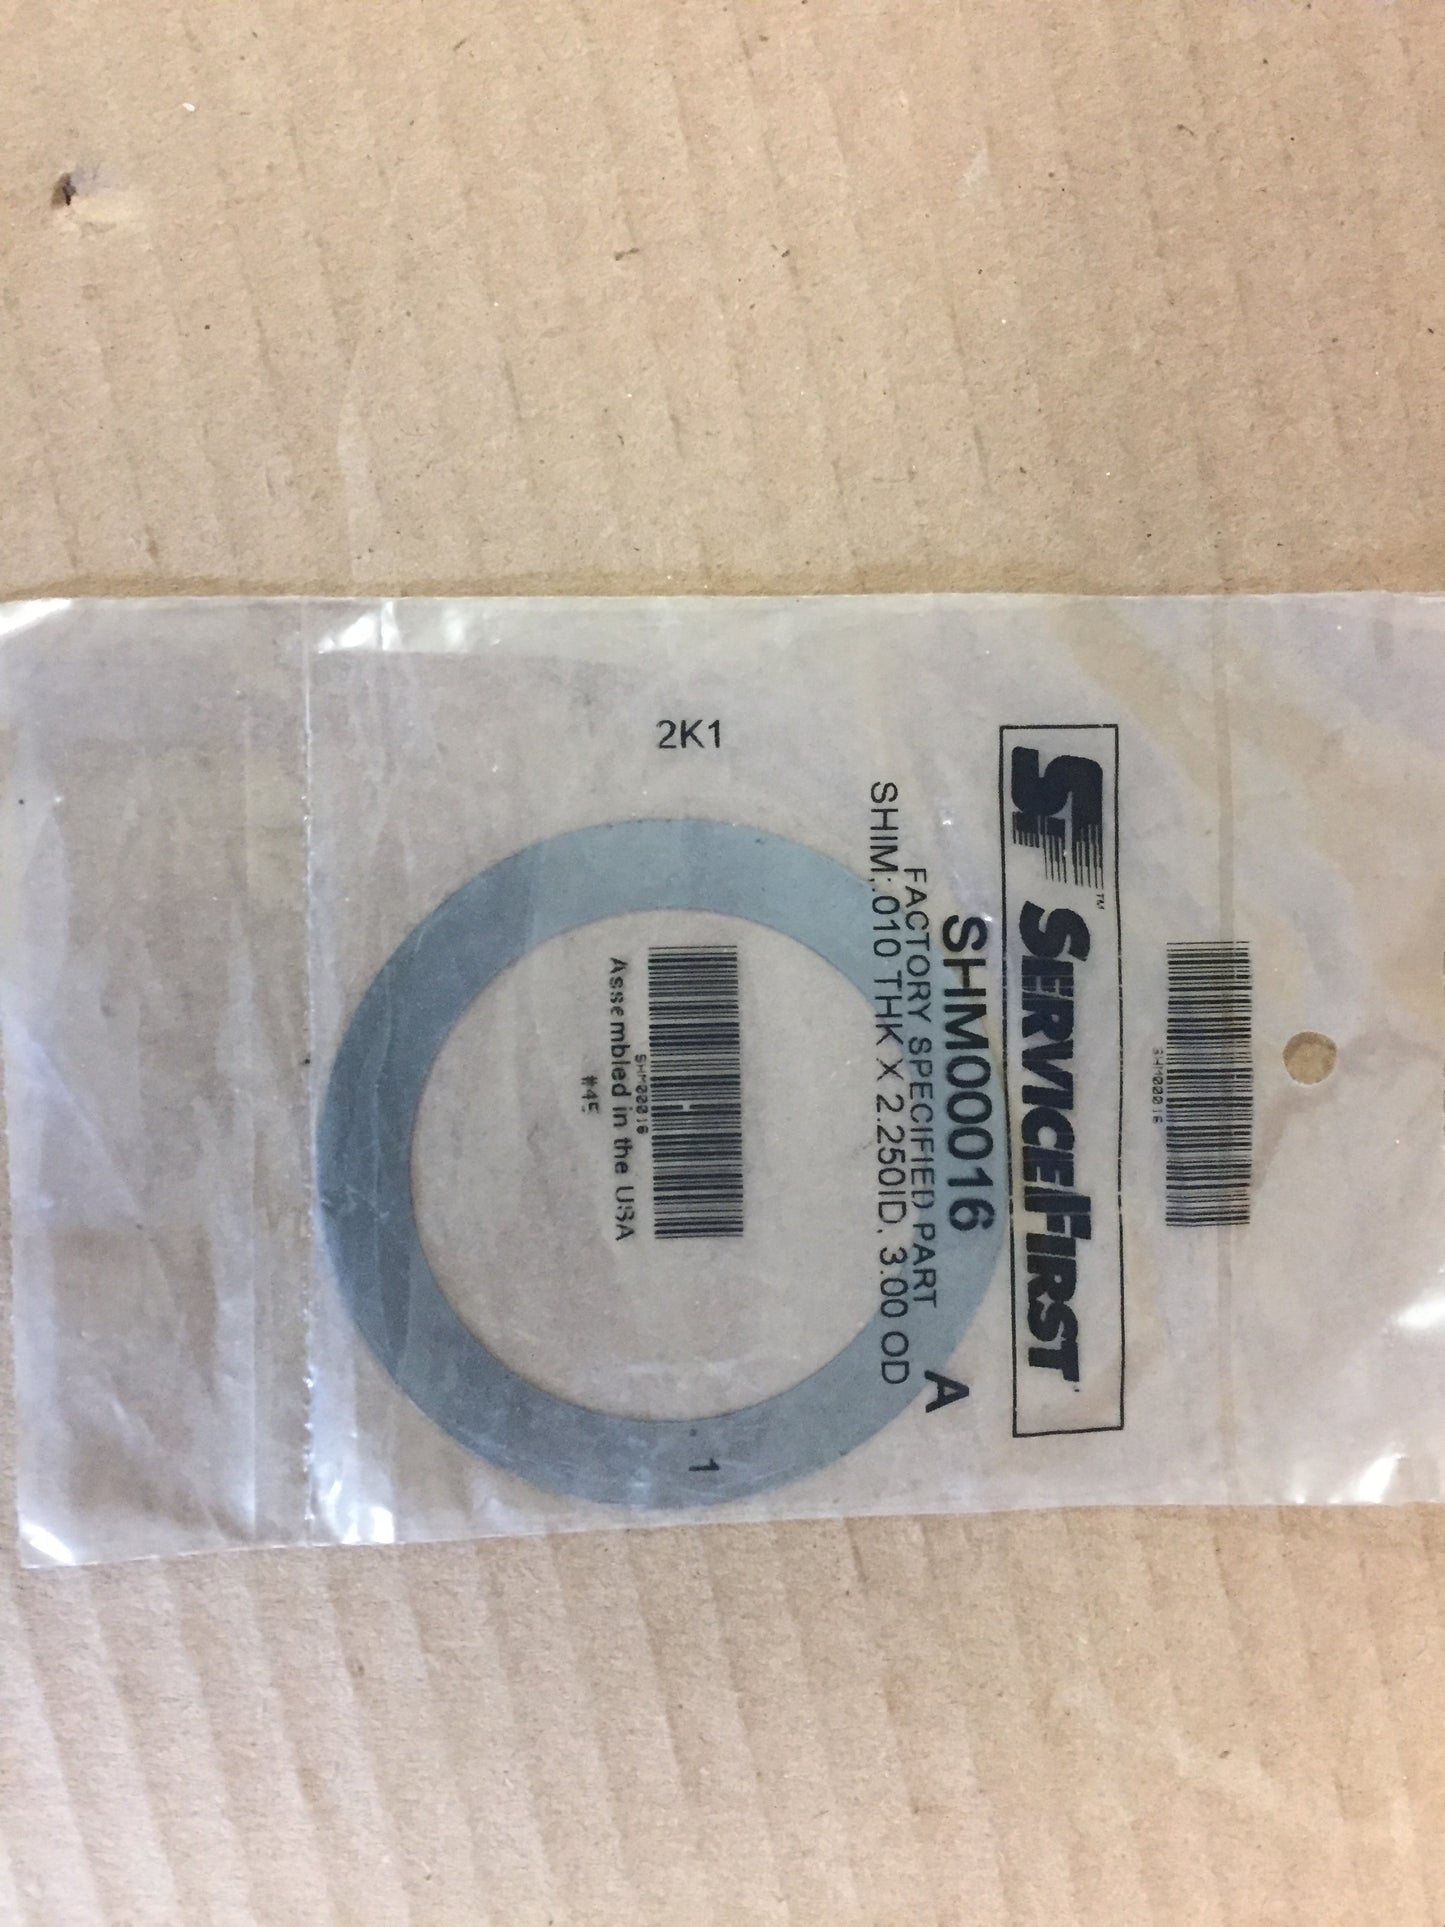 SHM00016
SF™ SERVICEFIRST
SHM00016 A
FACTORY SPECIFIED PART
SHIM; .010 THK X 2.250ID, 3.00 OD
2K1
1
SHM00016
Assembled in the USA
#45